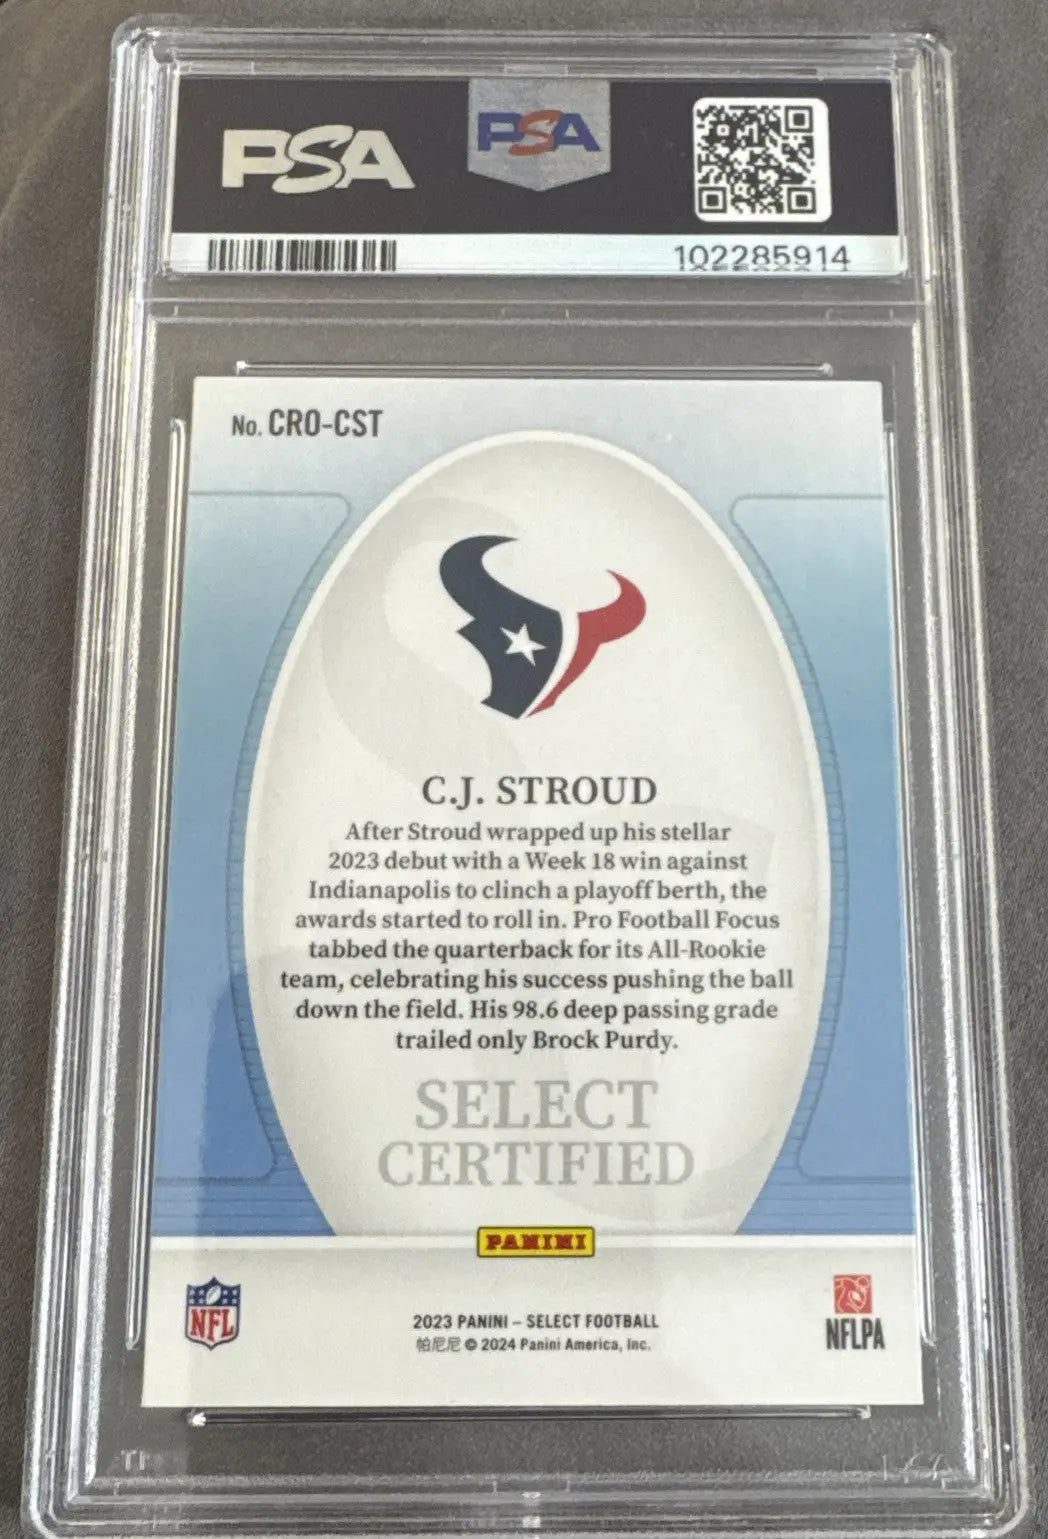 PSA
PSA
102285914
No. CRO-CST
C.J. STROUD
After Stroud wrapped up his stellar
2023 debut with a Week 18 win against
Indianapolis to clinch a playoff berth, the
awards started to roll in. Pro Football Focus
tabbed the quarterback for its All-Rookie
team, celebrating his success pushing the ball
down the field. His 98.6 deep passing grade
trailed only Brock Purdy.
SELECT
CERTIFIED
PANINI
NFL
2023 PANINI – SELECT FOOTBALL
帕尼尼 © 2024 Panini America, Inc.
NFLPA